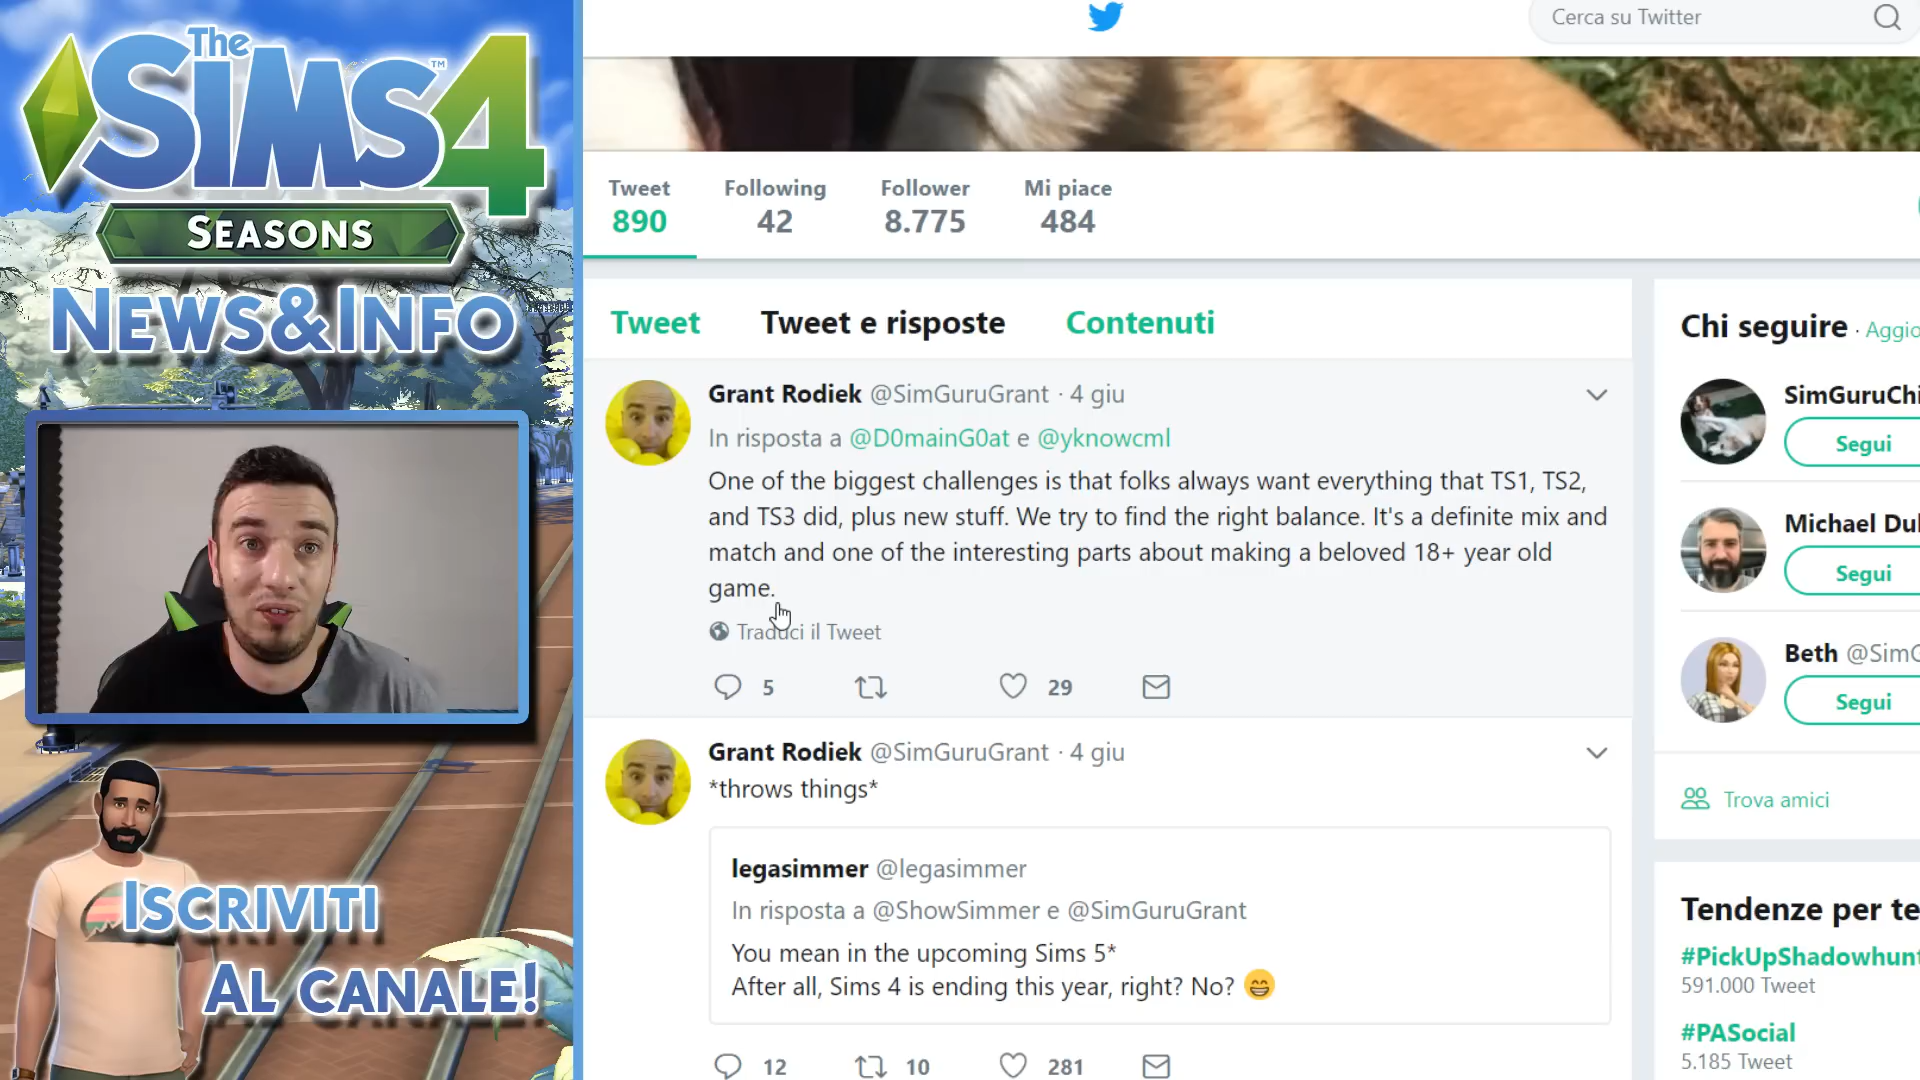 The
SIMS 4
™
SEASONS
NEWS&INFO
ISCRIVITI
AL CANALE!
Cerca su Twitter
Tweet
890
Following
42
Follower
8.775
Mi piace
484
Tweet
Tweet e risposte
Contenuti
Grant Rodiek @SimGuruGrant · 4 giu
In risposta a @D0mainG0at e @yknowcml
One of the biggest challenges is that folks always want everything that TS1, TS2,
and TS3 did, plus new stuff. We try to find the right balance. It's a definite mix and
match and one of the interesting parts about making a beloved 18+ year old
game.
Traduci il Tweet
5
29
Grant Rodiek @SimGuruGrant · 4 giu
*throws things*
legasimmer @legasimmer
In risposta a @ShowSimmer e @SimGuruGrant
You mean in the upcoming Sims 5*
After all, Sims 4 is ending this year, right? No? 😁
12
10
281
Chi seguire · Aggio
SimGuruChi
Segui
Michael Du
Segui
Beth @SimG
Segui
Trova amici
Tendenze per te
#PickUpShadowhunt
591.000 Tweet
#PASocial
5.185 Tweet